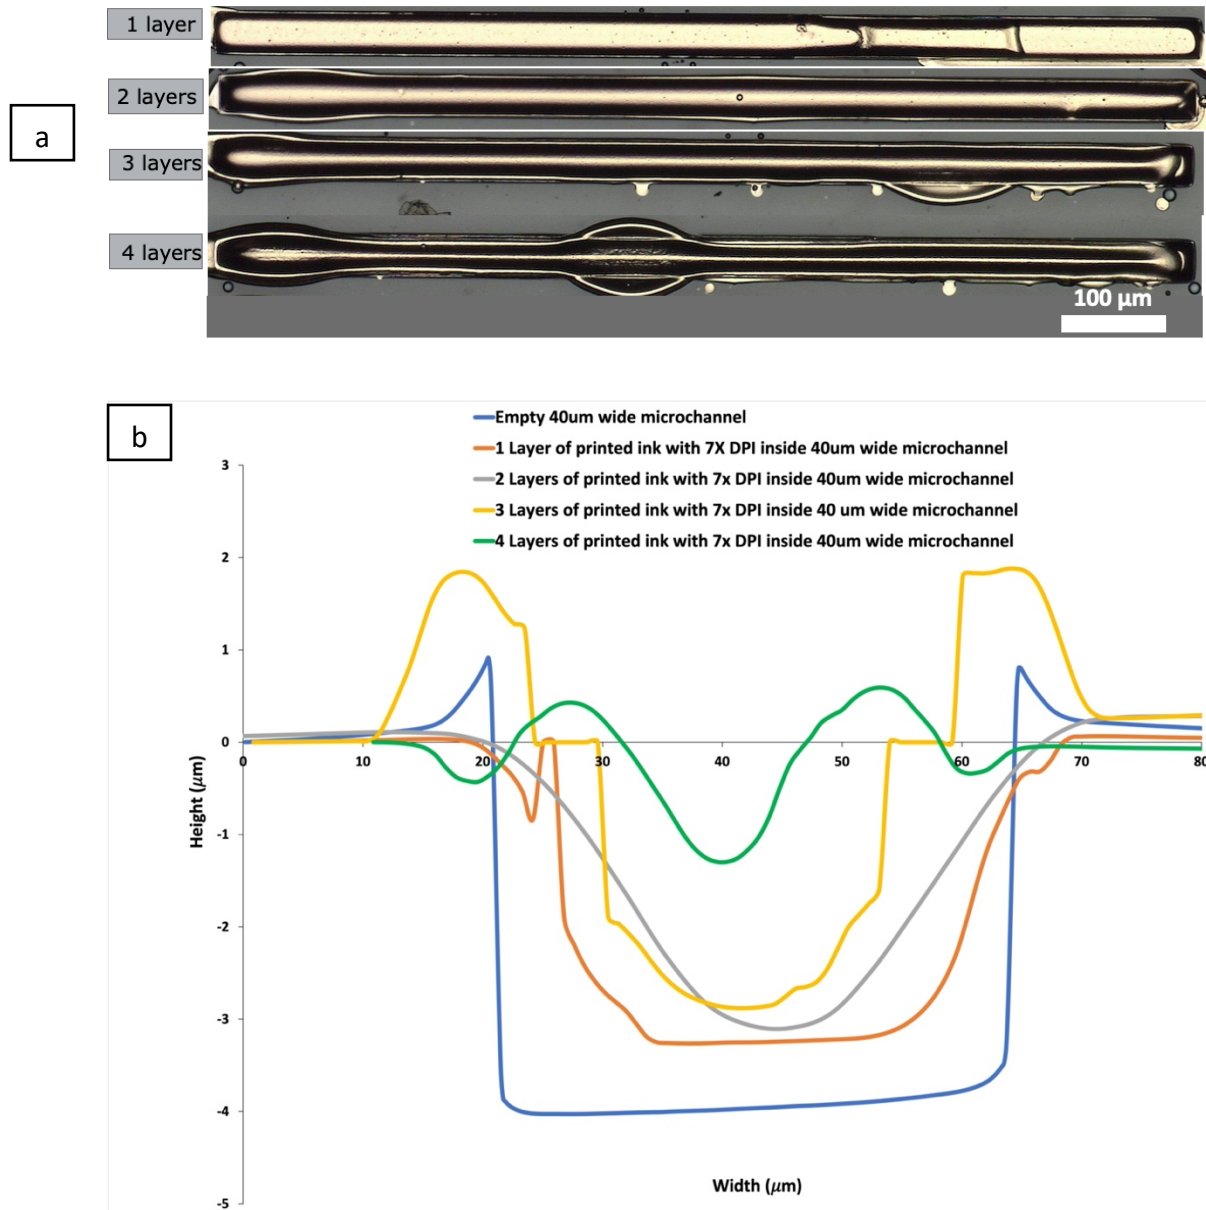 1 layer
2 layers
a
3 layers
4 layers
100 µm
b
Empty 40um wide microchannel
1 Layer of printed ink with 7X DPI inside 40um wide microchannel
2 Layers of printed ink with 7x DPI inside 40um wide microchannel
3 Layers of printed ink with 7x DPI inside 40 um wide microchannel
4 Layers of printed ink with 7x DPI inside 40um wide microchannel
3
2
1
0
-1
-2
-3
-4
-5
0 10 20 30 40 50 60 70 80
Height (µm)
Width (µm)